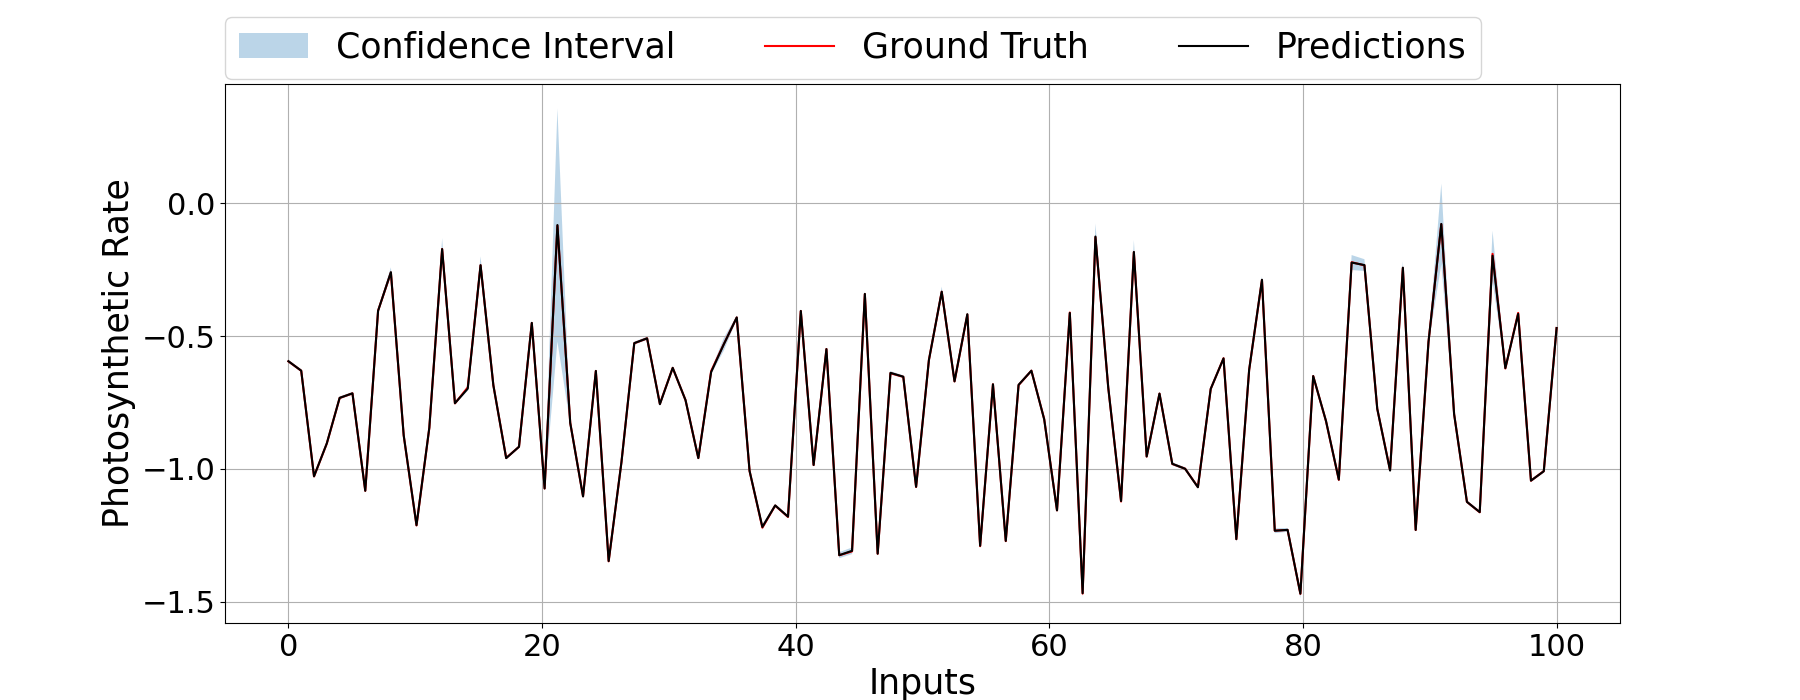 Confidence Interval Ground Truth Predictions
Photosynthetic Rate
0.0
−0.5
−1.0
−1.5
0 20 40 60 80 100
Inputs